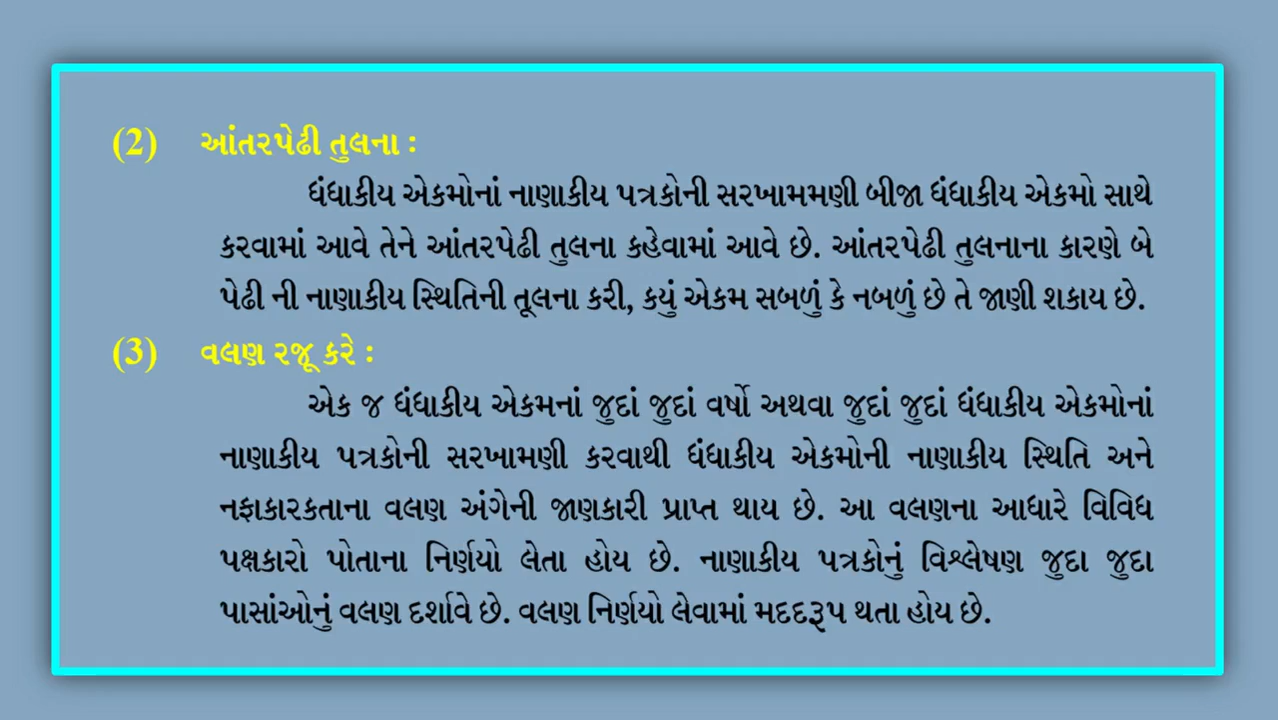 (2) આંતરપેઢી તુલના :
ધંધાકીય એકમોનાં નાણાકીય પત્રકોની સરખામમણી બીજા ધંધાકીય એકમો સાથે
કરવામાં આવે તેને આંતરપેઢી તુલના કહેવામાં આવે છે. આંતરપેઢી તુલનાના કારણે બે
પેઢી ની નાણાકીય સ્થિતિની તૂલના કરી, કયું એકમ સબળું કે નબળું છે તે જાણી શકાય છે.
(3) વલણ રજૂ કરે :
એક જ ધંધાકીય એકમનાં જુદાં જુદાં વર્ષો અથવા જુદાં જુદાં ધંધાકીય એકમોનાં
નાણાકીય પત્રકોની સરખામણી કરવાથી ધંધાકીય એકમોની નાણાકીય સ્થિતિ અને
નફાકારકતાના વલણ અંગેની જાણકારી પ્રાપ્ત થાય છે. આ વલણના આધારે વિવિધ
પક્ષકારો પોતાના નિર્ણયો લેતા હોય છે. નાણાકીય પત્રકોનું વિશ્લેષણ જુદા જુદા
પાસાંઓનું વલણ દર્શાવે છે. વલણ નિર્ણયો લેવામાં મદદરૂપ થતા હોય છે.